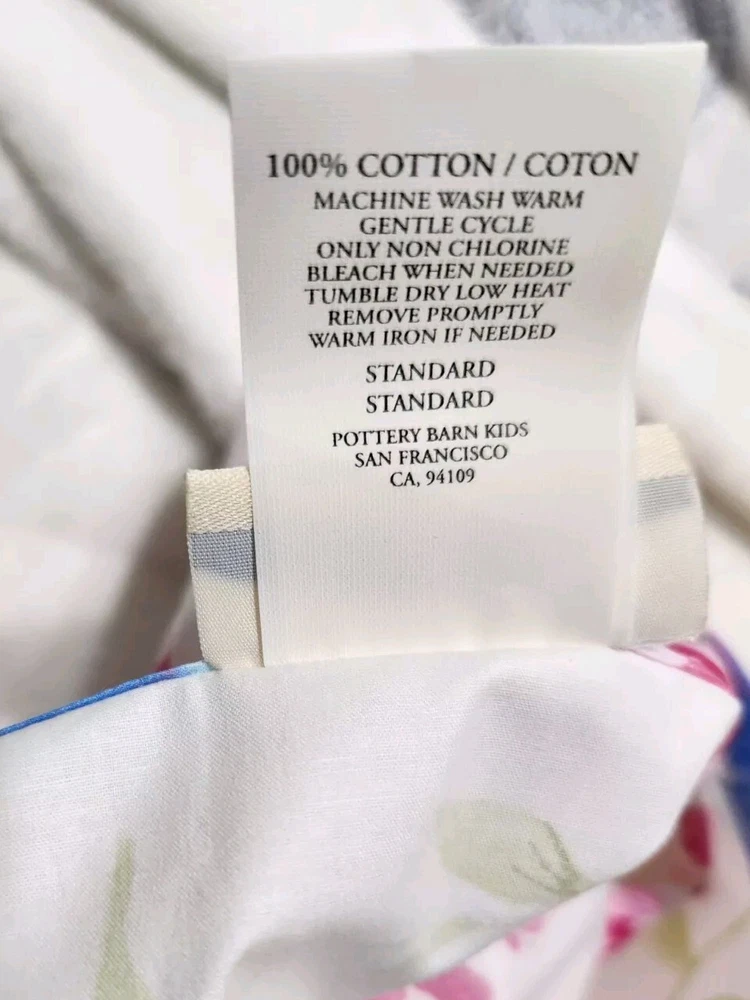 100% COTTON / COTON
MACHINE WASH WARM
GENTLE CYCLE
ONLY NON CHLORINE
BLEACH WHEN NEEDED
TUMBLE DRY LOW HEAT
REMOVE PROMPTLY
WARM IRON IF NEEDED
STANDARD
STANDARD
POTTERY BARN KIDS
SAN FRANCISCO
CA, 94109